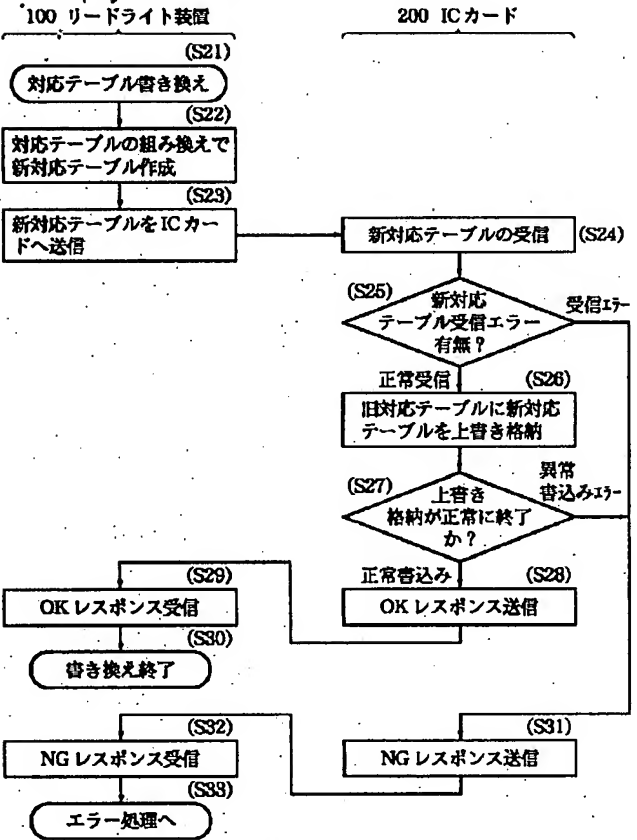 100 リードライト装置
200 ICカード
(S21)
対応テーブル書き換え
(S22)
対応テーブルの組み換えで
新対応テーブル作成
(S23)
新対応テーブルをICカー
ドへ送信
新対応テーブルの受信
(S24)
(S25)
新対応
テーブル受信エラー
有無?
受信エラー
正常受信
(S26)
旧対応テーブルに新対応
テーブルを上書き格納
(S27)
上書き
格納が正常に終了
か?
異常
書込みエラー
正常書込み
(S28)
OKレスポンス送信
(S29)
OKレスポンス受信
(S30)
書き換え終了
(S31)
NGレスポンス送信
(S32)
NGレスポンス受信
(S33)
エラー処理へ